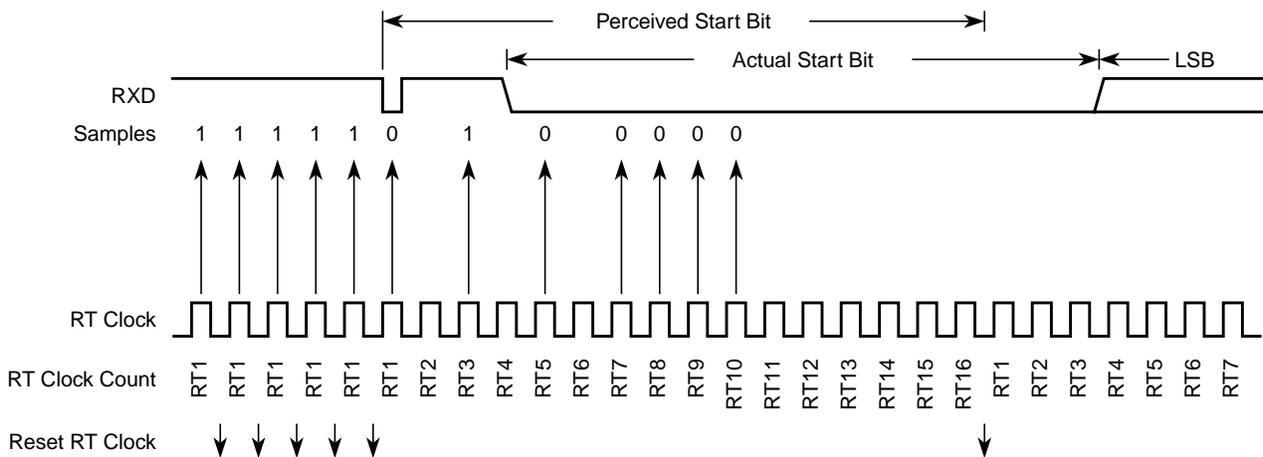 Perceived Start Bit
Actual Start Bit LSB
RXD
Samples 1 1 1 1 1 0 1 0 0 0 0 0
RT Clock
RT Clock Count RT1 RT1 RT1 RT1 RT1 RT1 RT2 RT3 RT4 RT5 RT6 RT7 RT8 RT9 RT10 RT11 RT12 RT13 RT14 RT15 RT16 RT1 RT2 RT3 RT4 RT5 RT6 RT7
Reset RT Clock